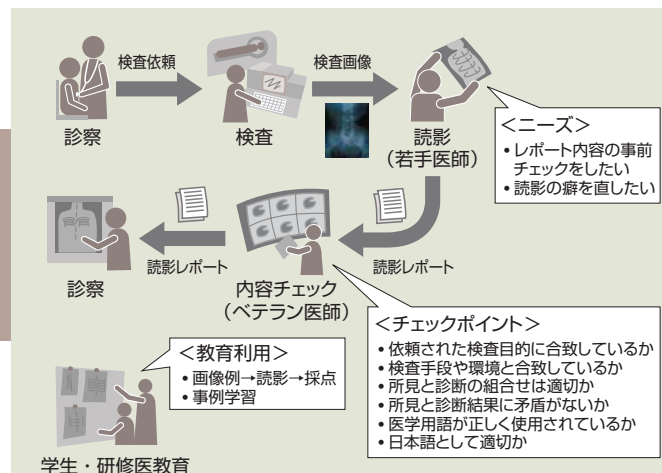 検査依頼
検査画像
診察
検査
読影
（若手医師）
＜ニーズ＞
• レポート内容の事前
チェックをしたい
• 読影の癖を直したい
読影レポート
読影レポート
診察
内容チェック
（ベテラン医師）
＜チェックポイント＞
• 依頼された検査目的に合致しているか
• 検査手段や環境と合致しているか
• 所見と診断の組合せは適切か
• 所見と診断結果に矛盾がないか
• 医学用語が正しく使用されているか
• 日本語として適切か
＜教育利用＞
• 画像例→読影→採点
• 事例学習
学生・研修医教育